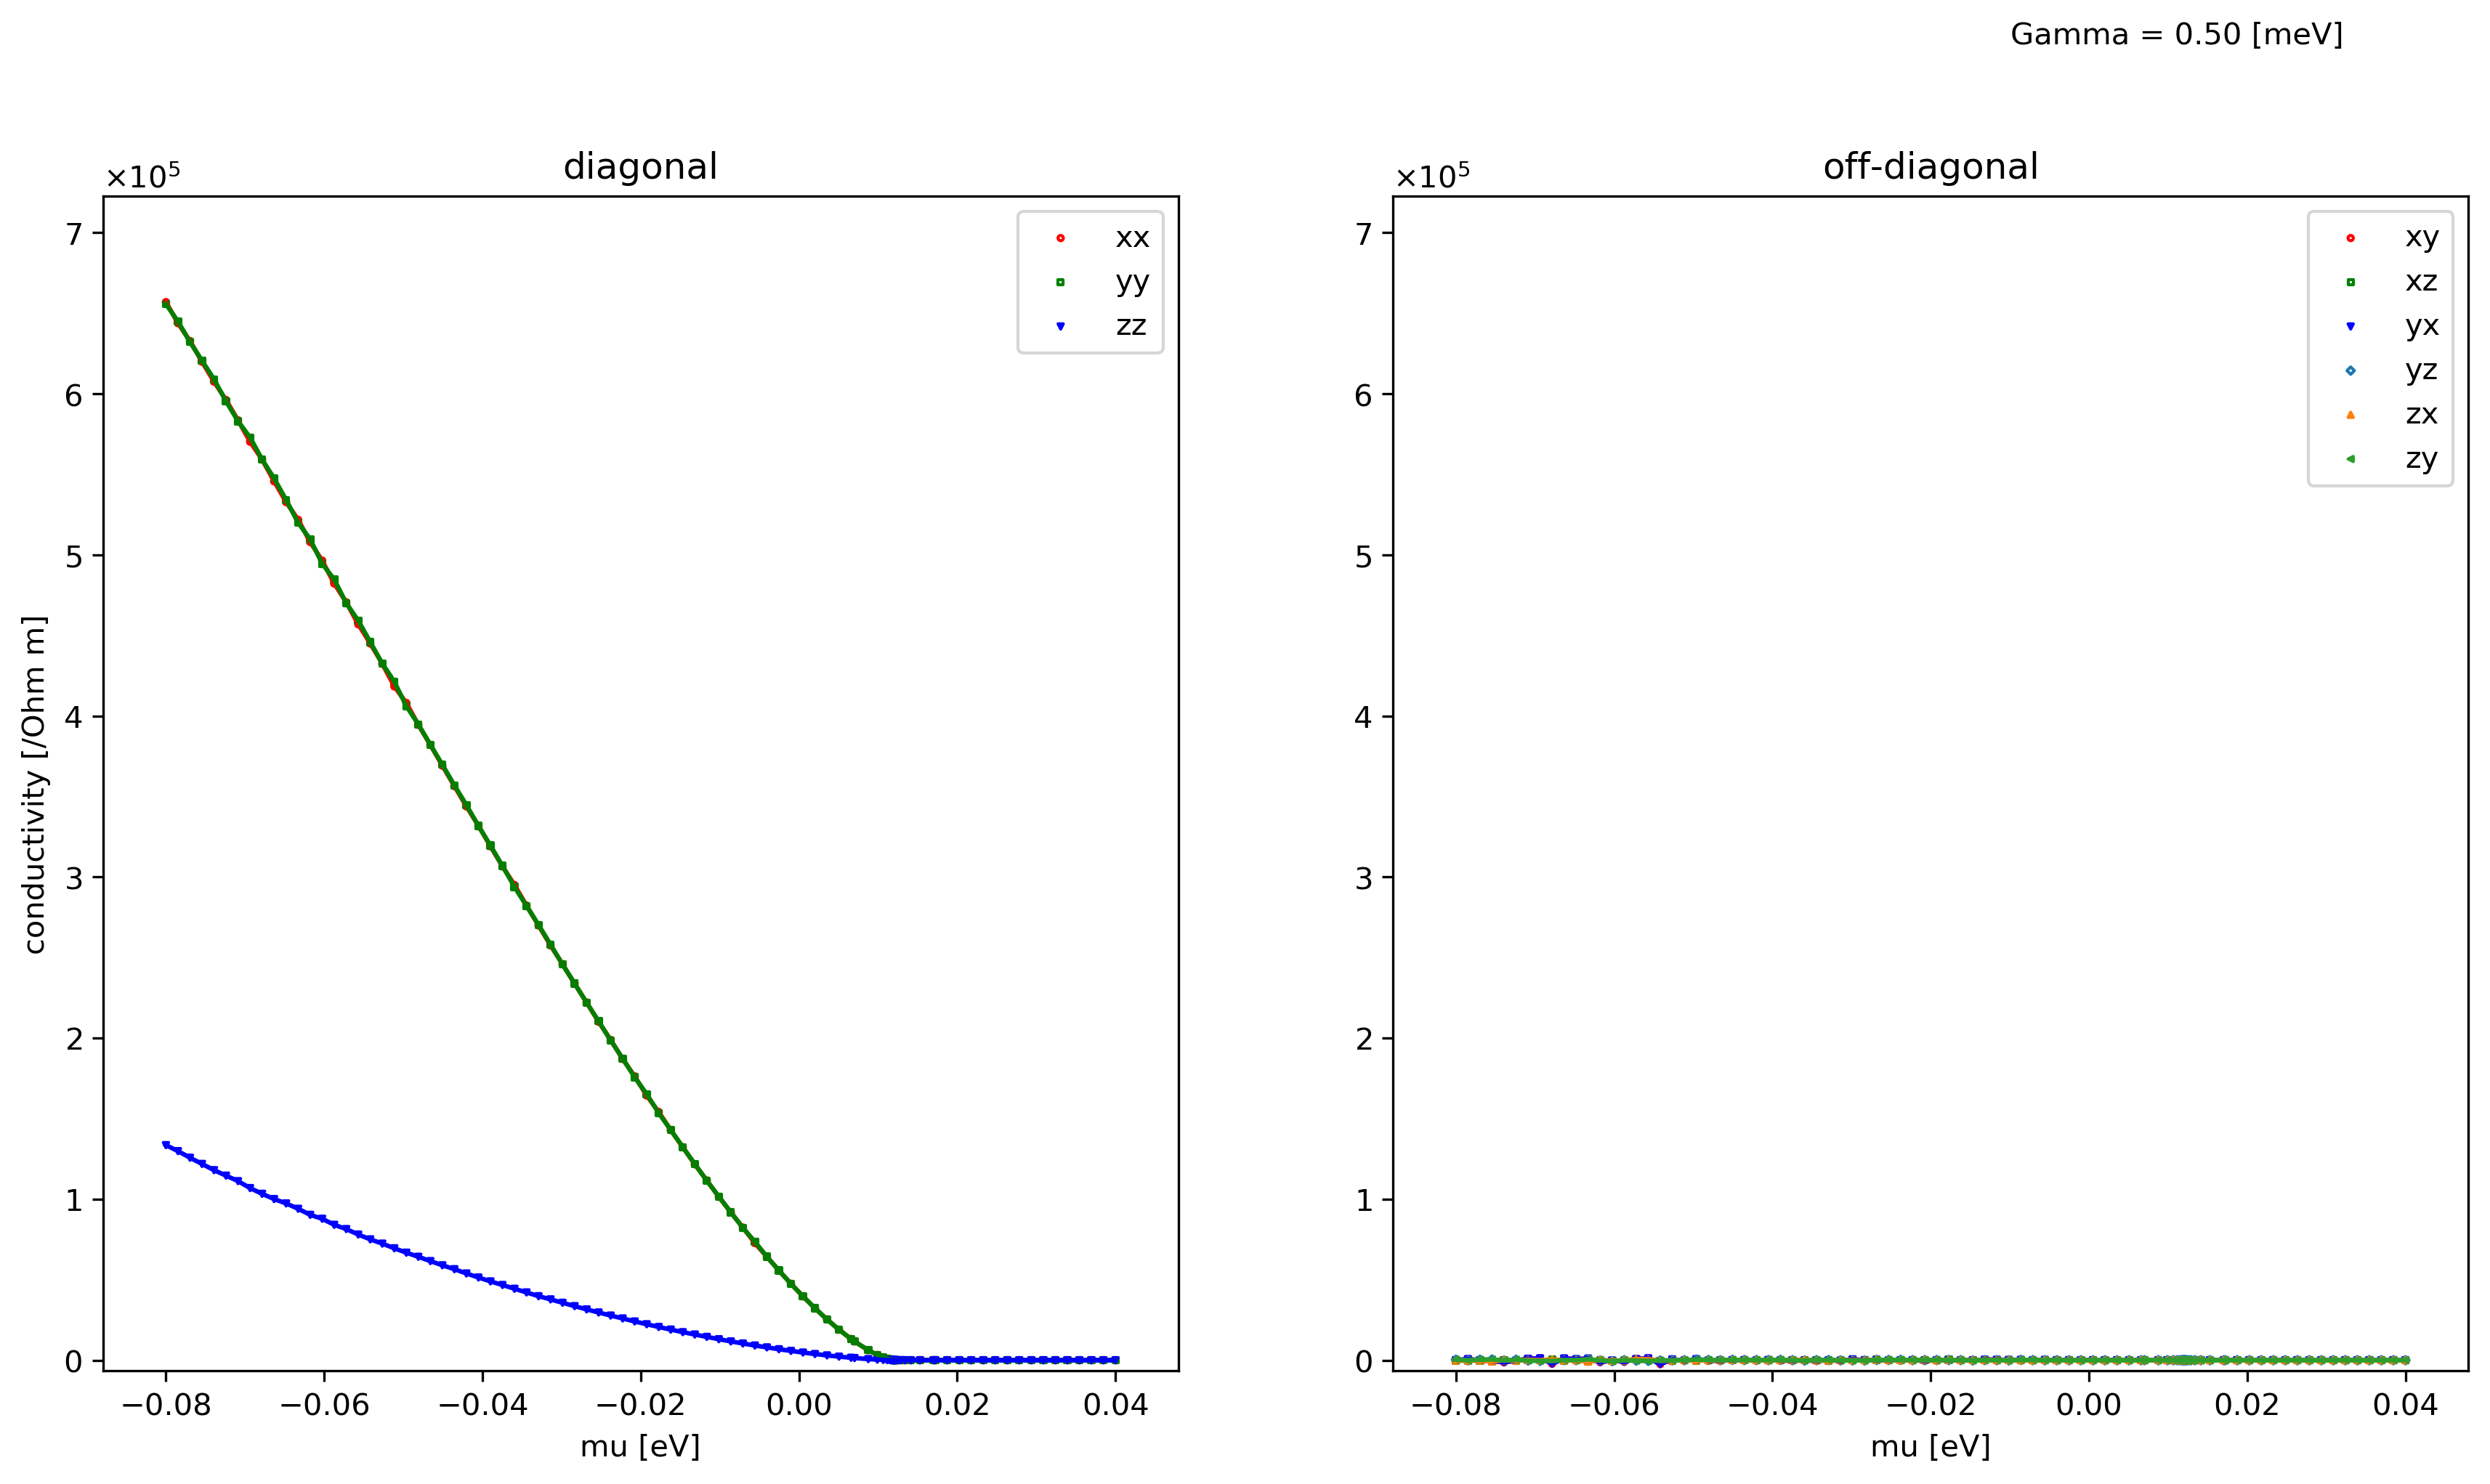 Gamma = 0.50 [meV]
diagonal
×10⁵
7
6
5
4
3
2
1
0
conductivity [/Ohm m]
−0.08 −0.06 −0.04 −0.02 0.00 0.02 0.04
mu [eV]
xx
yy
zz
off-diagonal
×10⁵
7
6
5
4
3
2
1
0
−0.08 −0.06 −0.04 −0.02 0.00 0.02 0.04
mu [eV]
xy
xz
yx
yz
zx
zy